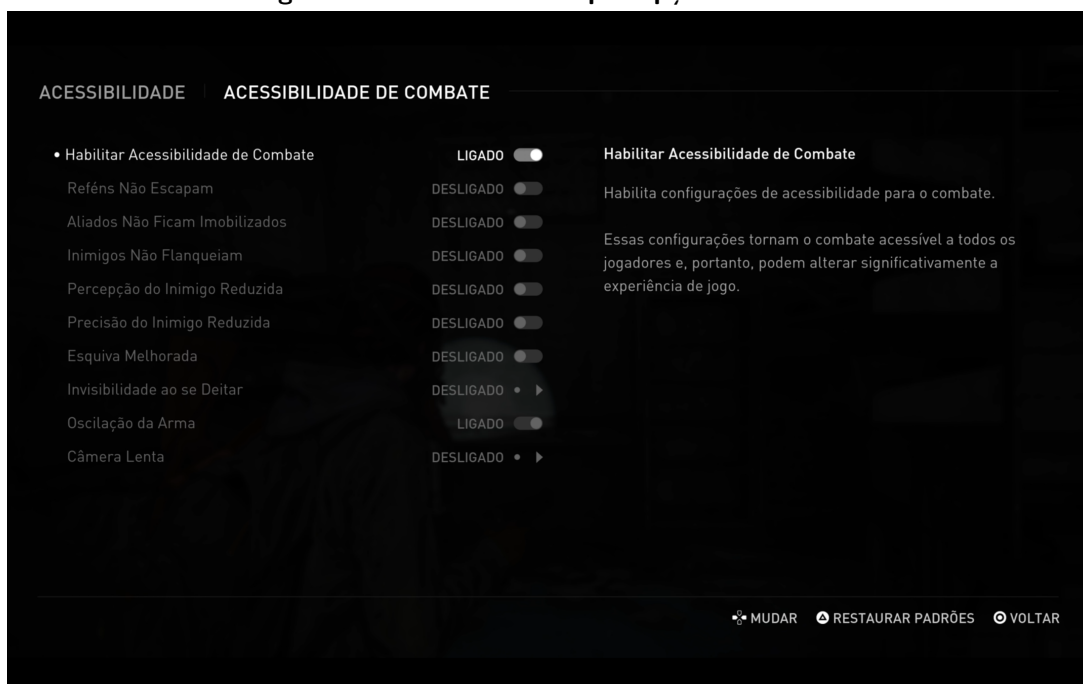 ACESSIBILIDADE ACESSIBILIDADE DE COMBATE
• Habilitar Acessibilidade de Combate LIGADO
Reféns Não Escapam DESLIGADO
Aliados Não Ficam Imobilizados DESLIGADO
Inimigos Não Flanqueiam DESLIGADO
Percepção do Inimigo Reduzida DESLIGADO
Precisão do Inimigo Reduzida DESLIGADO
Esquiva Melhorada DESLIGADO
Invisibilidade ao se Deitar DESLIGADO
Oscilação da Arma LIGADO
Câmera Lenta DESLIGADO
Habilitar Acessibilidade de Combate
Habilita configurações de acessibilidade para o combate.
Essas configurações tornam o combate acessível a todos os
jogadores e, portanto, podem alterar significativamente a
experiência de jogo.
MUDAR RESTAURAR PADRÕES VOLTAR